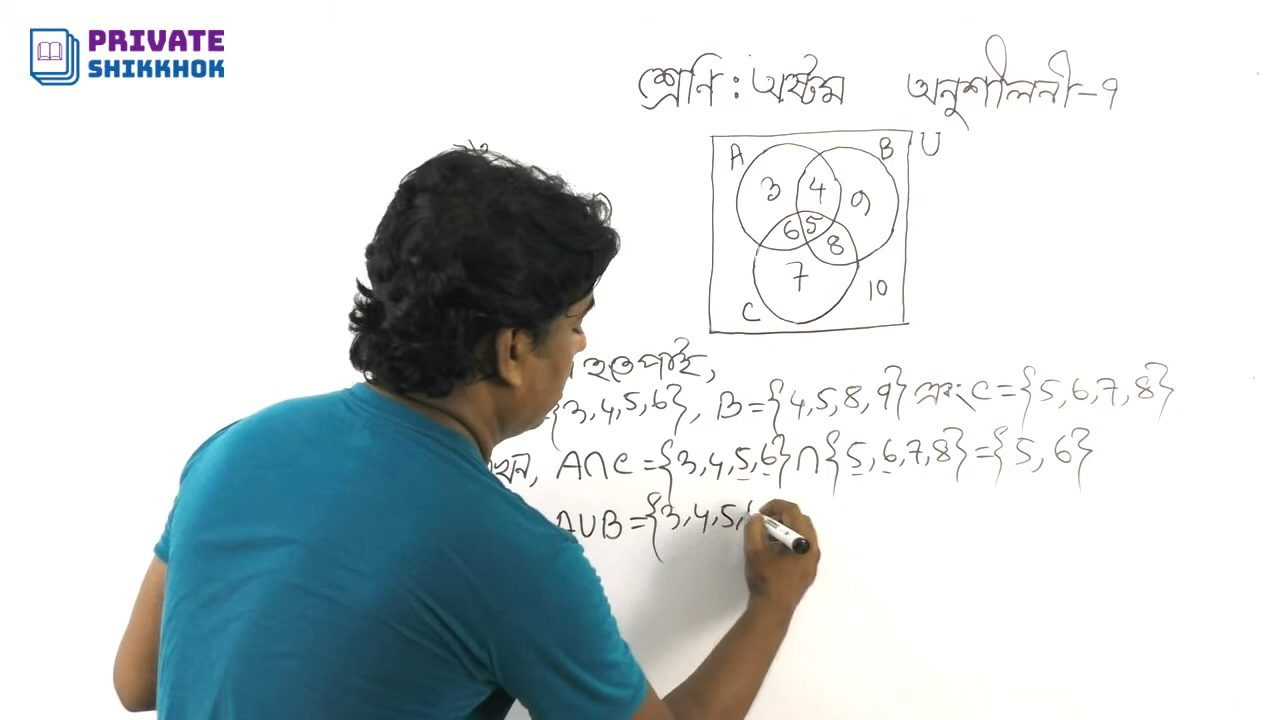 PRIVATE
SHIKKHOK
শ্রেণি : অষ্টম অনুশীলনী-৭
U
A B
3 4 9
6 5
8
7
10
C
হতে পাই,
={3,4,5,6}, B={4,5,8,9} এবং C={5,6,7,8}
A∩C={3,4,5,6}∩{5,6,7,8}={5,6}
A∪B={3,4,5,